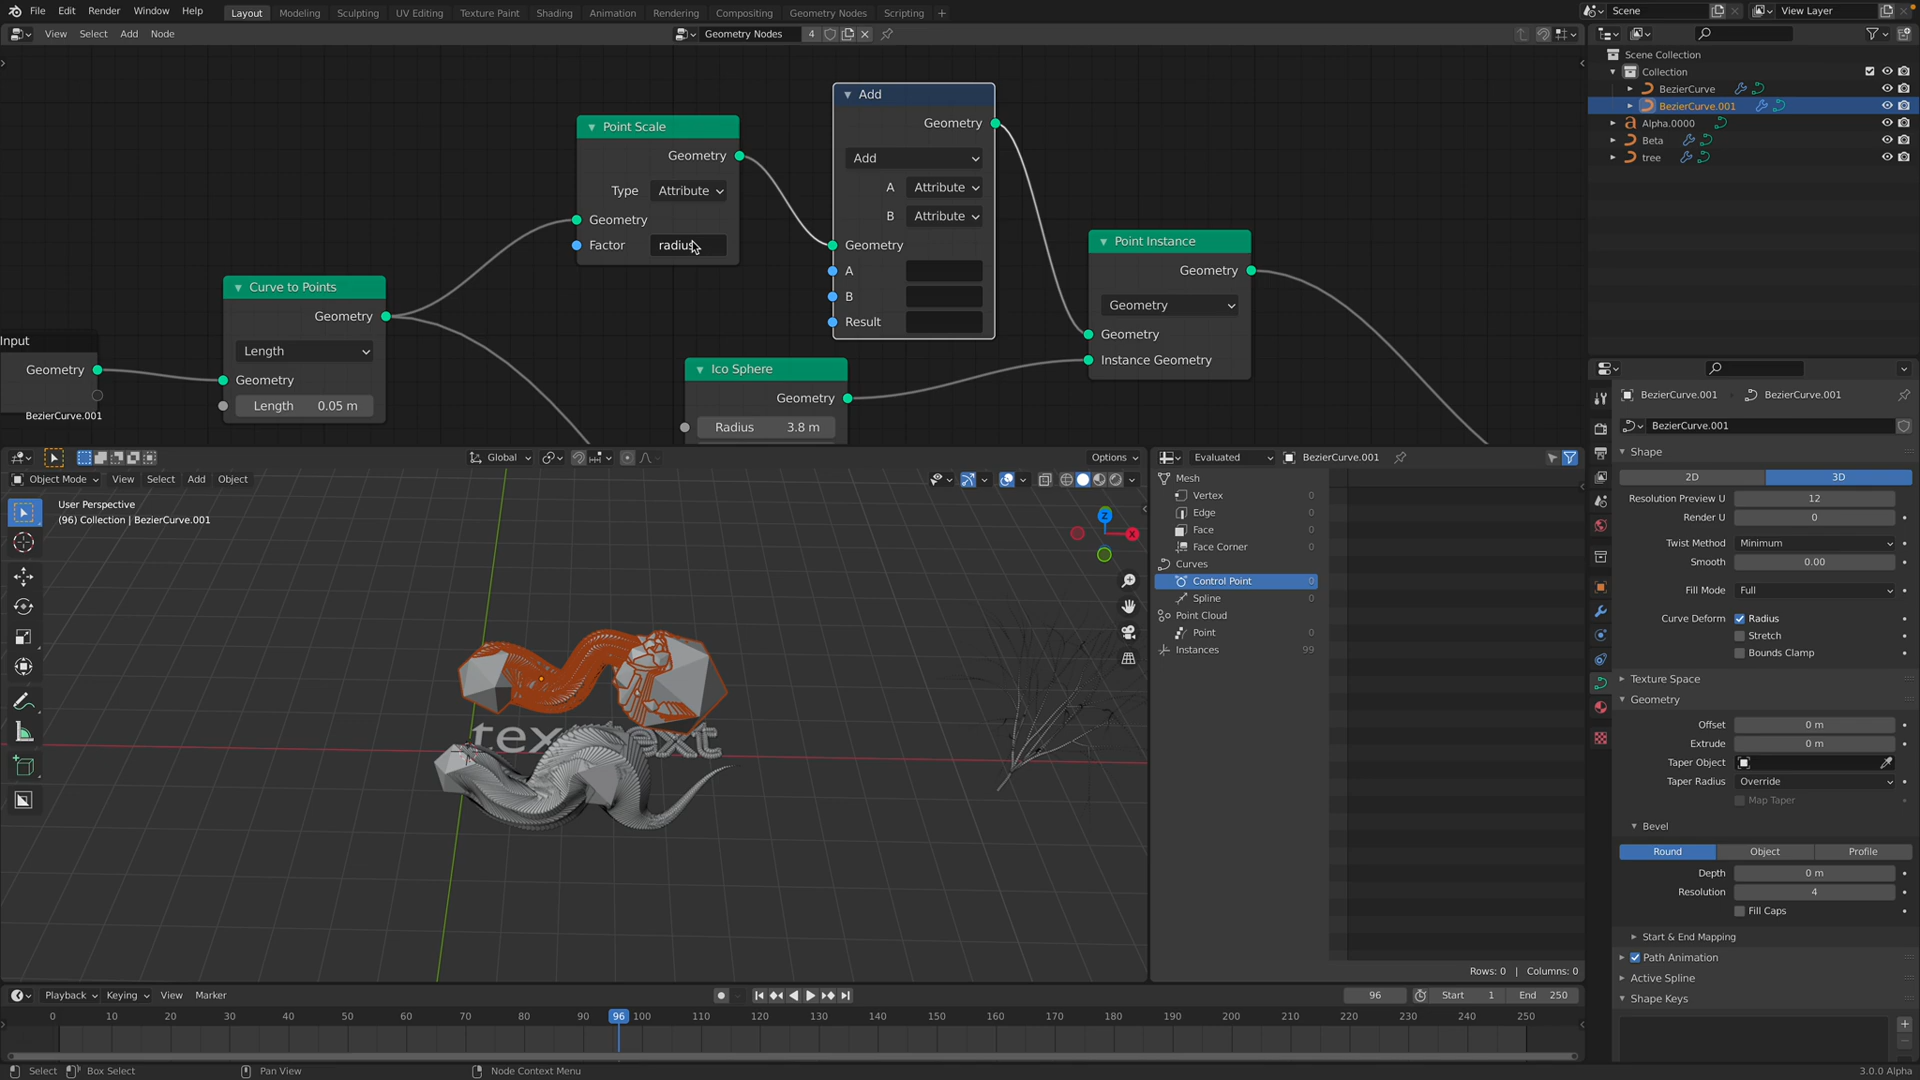 File Edit Render Window Help Layout Modeling Sculpting UV Editing Texture Paint Shading Animation Rendering Compositing Geometry Nodes Scripting + Scene View Layer
View Select Add Node Geometry Nodes 4
Scene Collection
Collection
BezierCurve
BezierCurve.001
Alpha.0000
Beta
tree
Add
Geometry
Add
A Attribute
B Attribute
Geometry
A
B
Result
Point Scale
Geometry
Type Attribute
Geometry
Factor radius
Point Instance
Geometry
Geometry
Geometry
Instance Geometry
Curve to Points
Geometry
Length
Geometry
Length 0.05 m
Input
Geometry
BezierCurve.001
Ico Sphere
Geometry
Radius 3.8 m
Global Options
Object Mode View Select Add Object
User Perspective
(96) Collection | BezierCurve.001
Z
X
text text
Evaluated BezierCurve.001
Mesh
Vertex 0
Edge 0
Face 0
Face Corner 0
Curves
Control Point 0
Spline 0
Point Cloud
Point 0
Instances 99
Rows: 0 | Columns: 0
BezierCurve.001 BezierCurve.001
BezierCurve.001
Shape
2D 3D
Resolution Preview U 12
Render U 0
Twist Method Minimum
Smooth 0.00
Fill Mode Full
Curve Deform Radius
Stretch
Bounds Clamp
Texture Space
Geometry
Offset 0 m
Extrude 0 m
Taper Object
Taper Radius Override
Map Taper
Bevel
Round Object Profile
Depth 0 m
Resolution 4
Fill Caps
Start & End Mapping
Path Animation
Active Spline
Shape Keys
Playback Keying View Marker 96 Start 1 End 250
0 10 20 30 40 50 60 70 80 90 96 100 110 120 130 140 150 160 170 180 190 200 210 220 230 240 250
Select Box Select Pan View Node Context Menu 3.0.0 Alpha